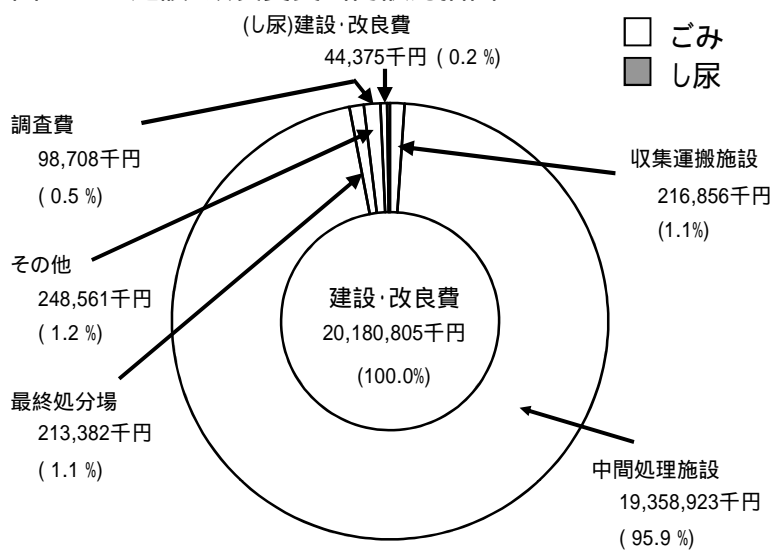 (し尿)建設・改良費
44,375千円 ( 0.2 %)
ごみ
し尿
調査費
98,708千円
( 0.5 %)
収集運搬施設
216,856千円
(1.1%)
その他
248,561千円
( 1.2 %)
建設・改良費
20,180,805千円
(100.0%)
最終処分場
213,382千円
( 1.1 %)
中間処理施設
19,358,923千円
( 95.9 %)